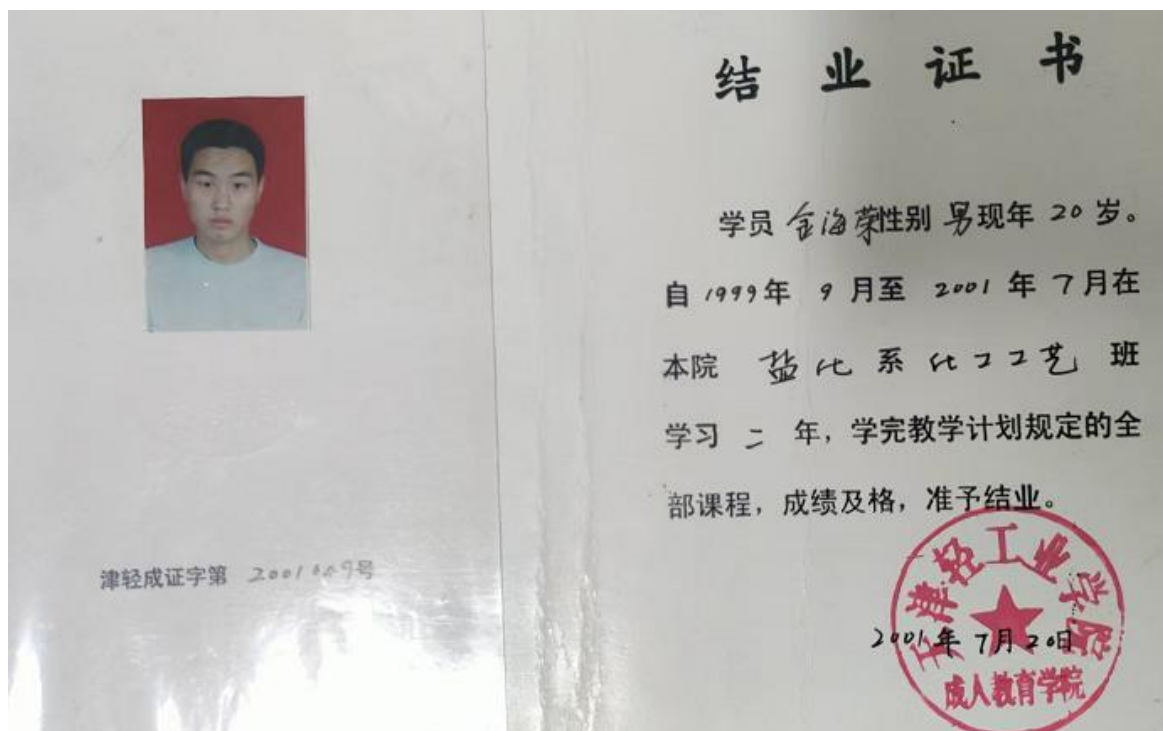 津轻成证字第 2001 号
结业证书
学员 金海荣 性别 男 现年 20 岁。
自 1999 年 9 月至 2001 年 7 月在
本院 盐化 系 化工工艺 班
学习 二 年，学完教学计划规定的全
部课程，成绩及格，准予结业。
天津轻工业学院
2001 年 7 月 20 日
成人教育学院